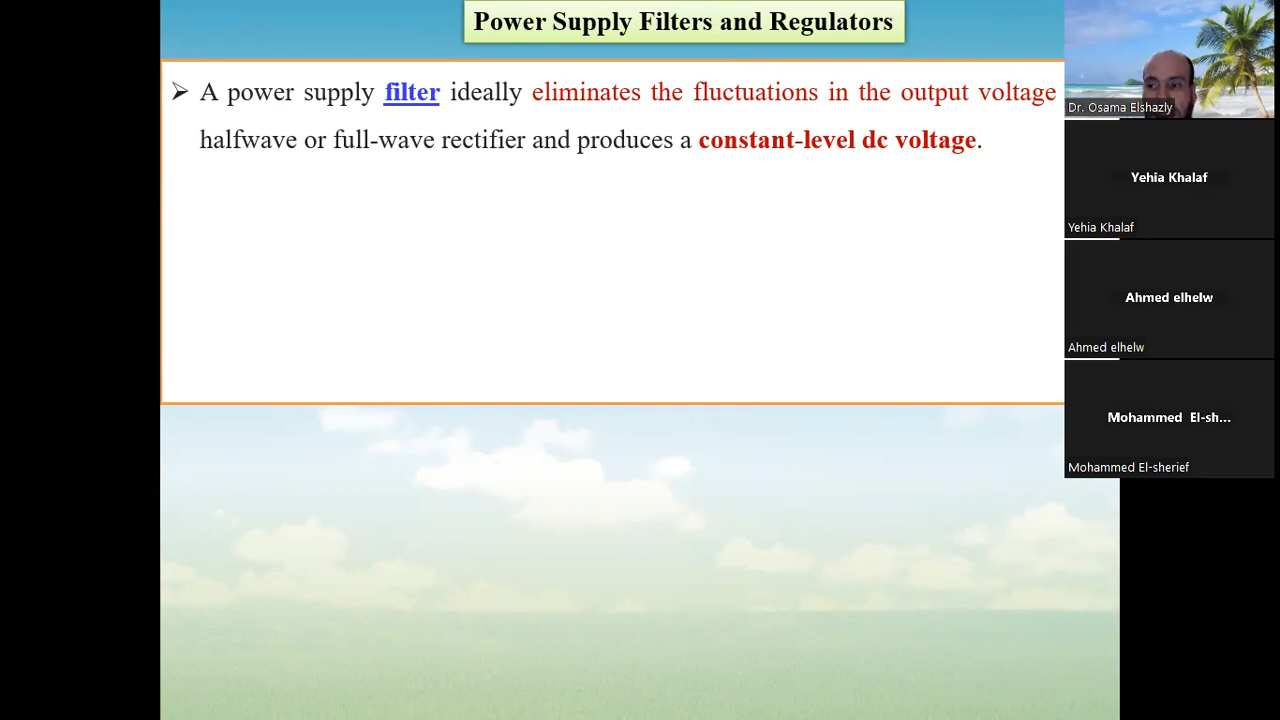 Power Supply Filters and Regulators
➢ A power supply filter ideally eliminates the fluctuations in the output voltage
halfwave or full-wave rectifier and produces a constant-level dc voltage.
Dr. Osama Elshazly
Yehia Khalaf
Yehia Khalaf
Ahmed elhelw
Ahmed elhelw
Mohammed El-sh...
Mohammed El-sherief